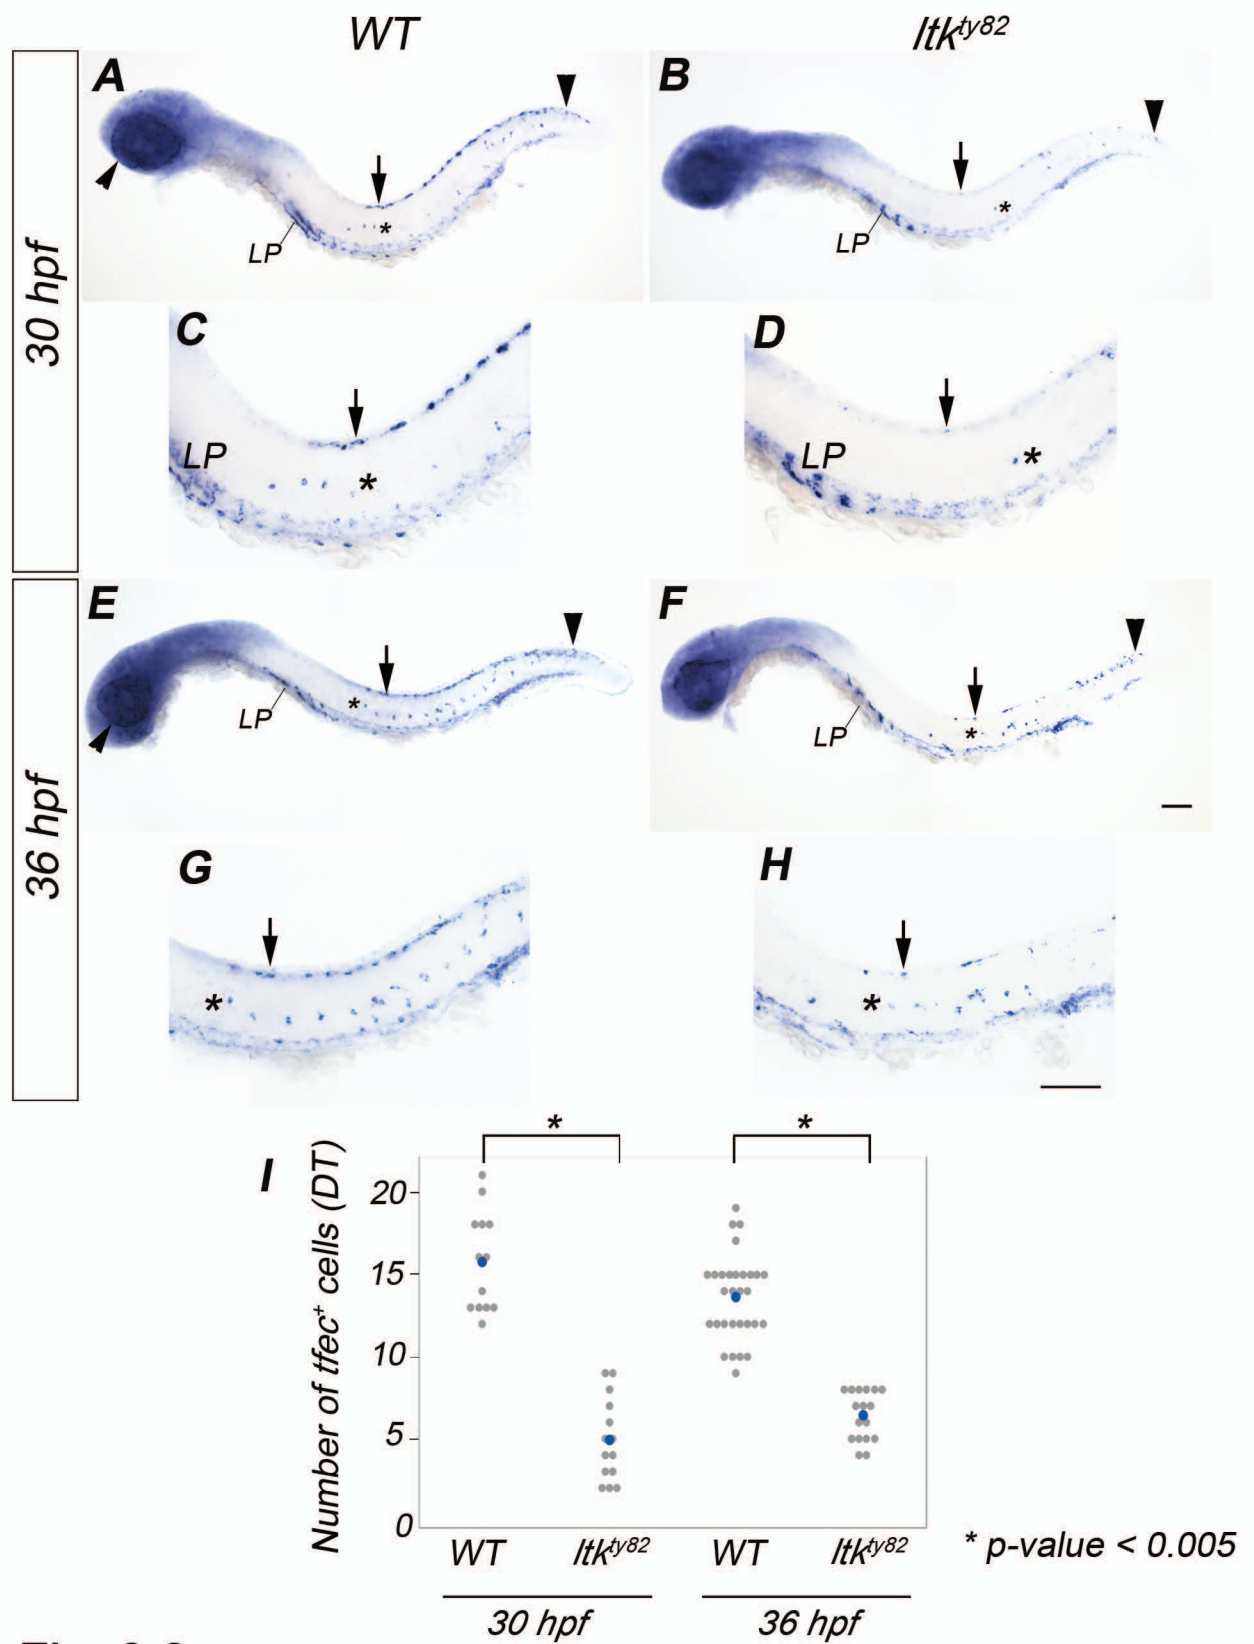 WT
ltk^ty82
30 hpf
A
LP
B
*
LP
*
C
LP
*
D
LP
*
36 hpf
E
LP
*
F
LP
*
G
*
H
*
I
Number of tfec+ cells (DT)
* *
20
15
10
5
0
WT ltk^ty82 WT ltk^ty82
30 hpf 36 hpf
* p-value < 0.005